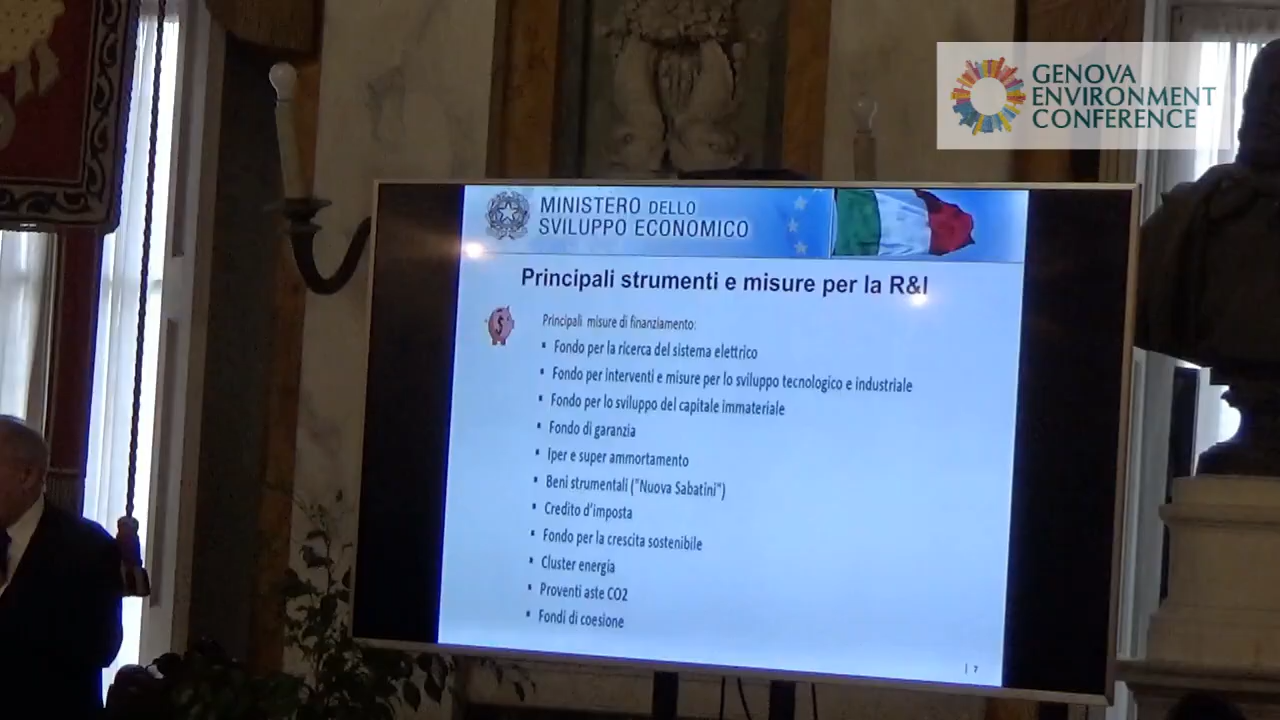 GENOVA
ENVIRONMENT
CONFERENCE
MINISTERO DELLO
SVILUPPO ECONOMICO
Principali strumenti e misure per la R&I
$
Principali misure di finanziamento:
▪ Fondo per la ricerca del sistema elettrico
▪ Fondo per interventi e misure per lo sviluppo tecnologico e industriale
▪ Fondo per lo sviluppo del capitale immateriale
▪ Fondo di garanzia
▪ Iper e super ammortamento
▪ Beni strumentali ("Nuova Sabatini")
▪ Credito d'imposta
▪ Fondo per la crescita sostenibile
▪ Cluster energia
▪ Proventi aste CO2
▪ Fondi di coesione
| 7